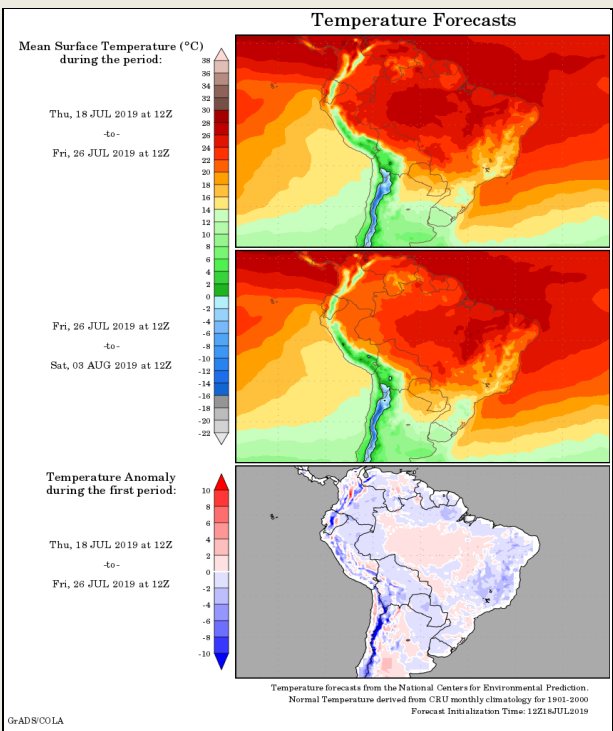 Temperature Forecasts
Mean Surface Temperature (°C)
during the period:
Thu, 18 JUL 2019 at 12Z
-to-
Fri, 26 JUL 2019 at 12Z
38
36
34
32
30
28
26
24
22
20
18
16
14
12
10
8
6
4
2
0
-2
-4
-6
-8
-10
-12
-14
-16
-18
-20
-22
Fri, 26 JUL 2019 at 12Z
-to-
Sat, 03 AUG 2019 at 12Z
Temperature Anomaly
during the first period:
Thu, 18 JUL 2019 at 12Z
-to-
Fri, 26 JUL 2019 at 12Z
10
8
6
4
2
0
-2
-4
-6
-8
-10
Temperature forecasts from the National Centers for Environmental Prediction.
Normal Temperature derived from CRU monthly climatology for 1901-2000
Forecast Initialization Time: 12Z18JUL2019
GrADS/COLA